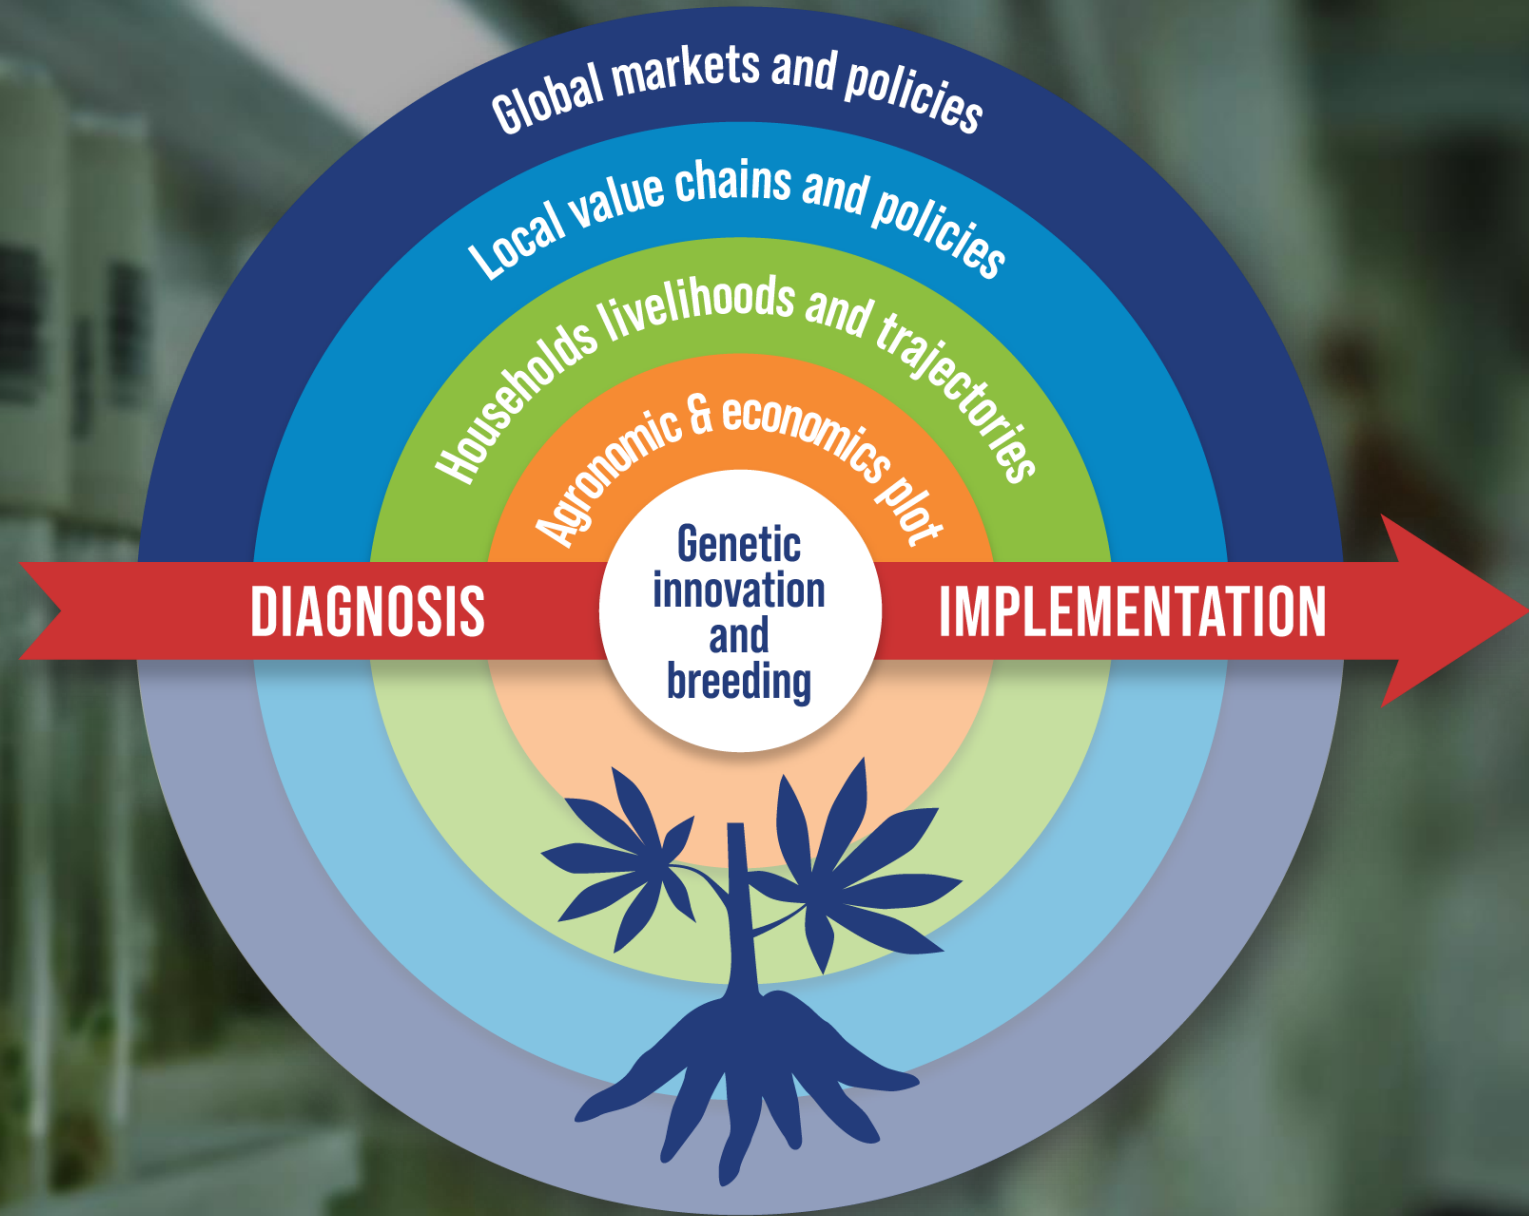 Global markets and policies
Local value chains and policies
Households livelihoods and trajectories
Agronomic & economics plot
Genetic
innovation
and
breeding
DIAGNOSIS
IMPLEMENTATION